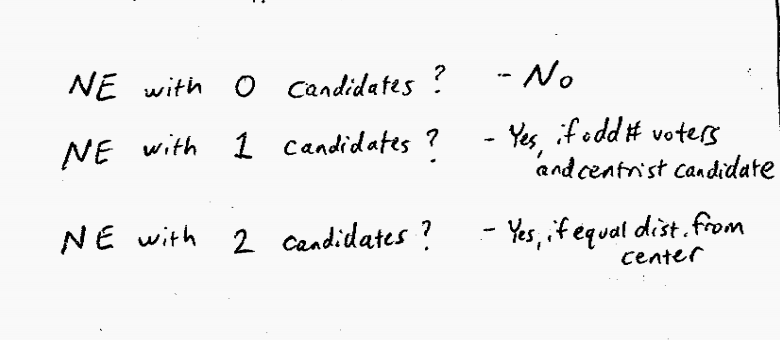 NE with 0 candidates? - No
NE with 1 candidates? - Yes, if odd # voters
and centrist candidate
NE with 2 candidates? - Yes, if equal dist. from
center